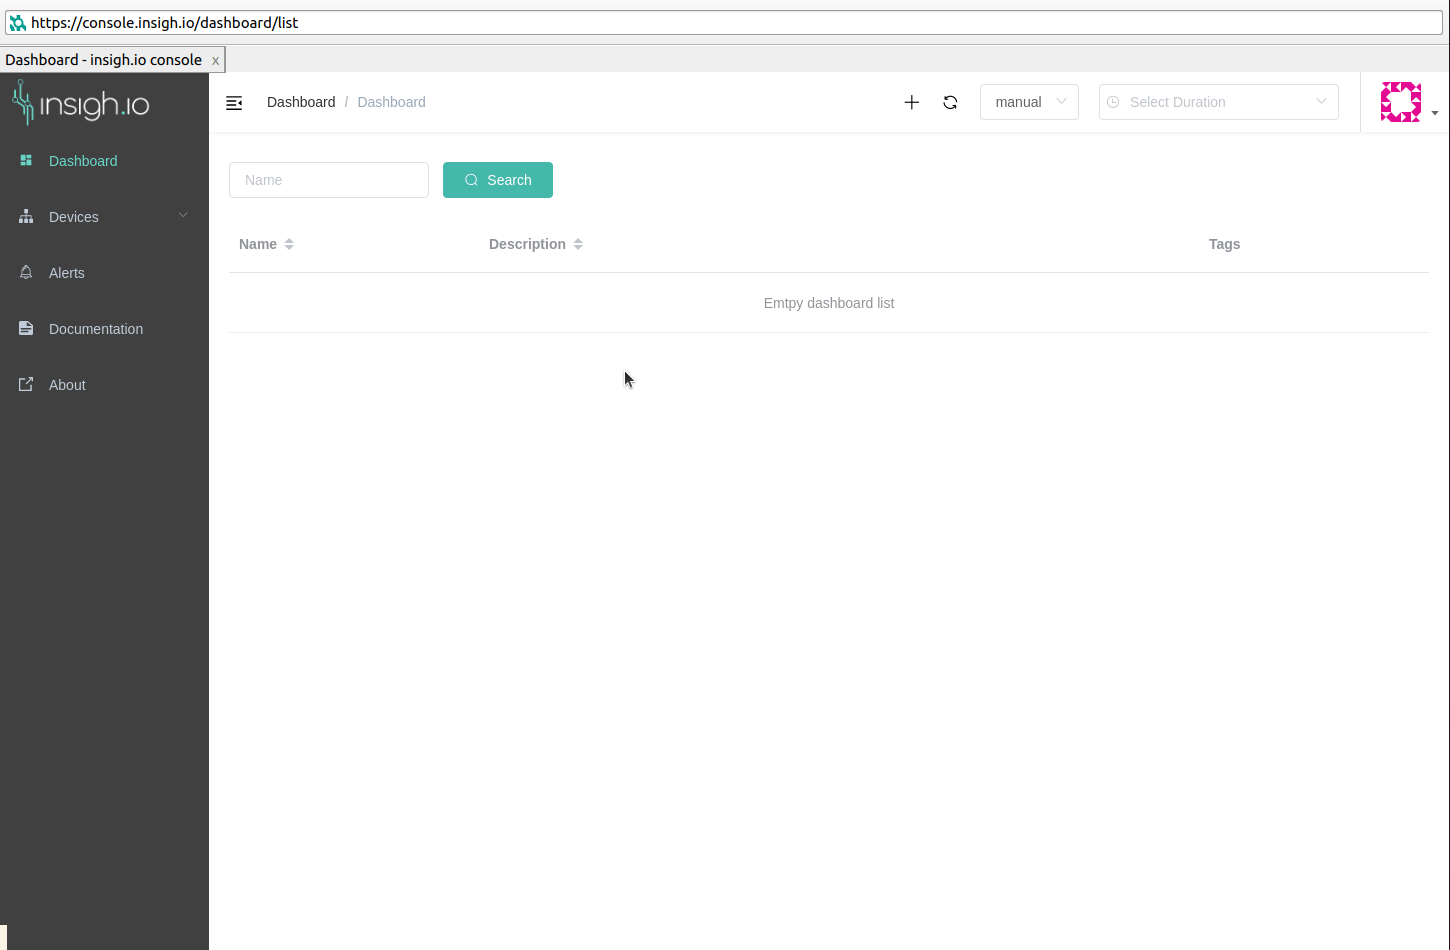 https://console.insigh.io/dashboard/list
Dashboard - insigh.io console x
insigh.io
Dashboard / Dashboard
manual
Select Duration
Dashboard
Devices
Alerts
Documentation
About
Name
Search
Name Description Tags
Emtpy dashboard list